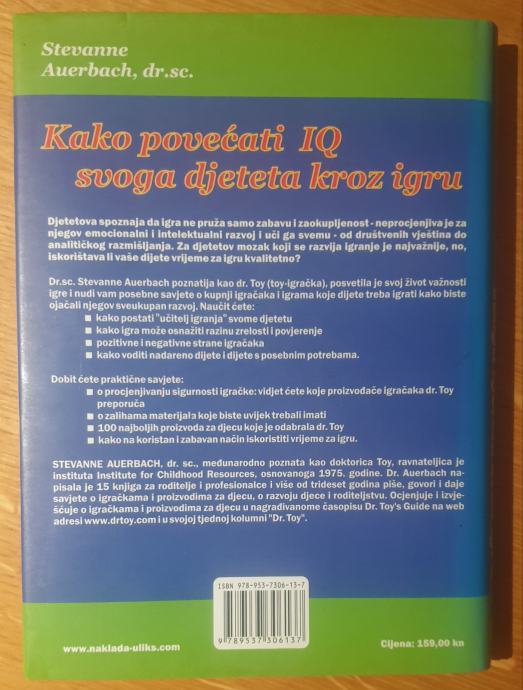 Stevanne
Auerbach, dr.sc.
Kako povećati IQ
svoga djeteta kroz igru
Djetetova spoznaja da igra ne pruža samo zabavu i zaokupljenost - neprocjenjiva je za
njegov emocionalni i intelektualni razvoj i uči ga svemu - od društvenih vještina do
analitičkog razmišljanja. Za djetetov mozak koji se razvija igranje je najvažnije, no,
iskorištava li vaše dijete vrijeme za igru kvalitetno?
Dr.sc. Stevanne Auerbach poznatija kao dr. Toy (toy-igračka), posvetila je svoj život važnosti
igre i nudi vam posebne savjete o kupnji igračaka i igrama koje dijete treba igrati kako biste
ojačali njegov sveukupan razvoj. Naučit ćete:
■ kako postati "učitelj igranja" svome djetetu
■ kako igra može osnažiti razinu zrelosti i povjerenje
■ pozitivne i negativne strane igračaka
■ kako voditi nadareno dijete i dijete s posebnim potrebama.
Dobit ćete praktične savjete:
■ o procjenjivanju sigurnosti igračke: vidjet ćete koje proizvođače igračaka dr. Toy
preporuča
■ o zalihama materijala koje biste uvijek trebali imati
■ 100 najboljih proizvoda za djecu koje je odabrala dr. Toy
■ kako na koristan i zabavan način iskoristiti vrijeme za igru.
STEVANNE AUERBACH, dr. sc., međunarodno poznata kao doktorica Toy, ravnateljica je
instituta Institute for Childhood Resources, osnovanoga 1975. godine. Dr. Auerbach na-
pisala je 15 knjiga za roditelje i profesionalce i više od trideset godina piše, govori i daje
savjete o igračkama i proizvodima za djecu, o razvoju djece i roditeljstvu. Ocjenjuje i izvje-
šćuje o igračkama i proizvodima za djecu u nagrađivanome časopisu Dr. Toy's Guide na web
adresi www.drtoy.com i u svojoj tjednoj kolumni "Dr. Toy".
ISBN 978-953-7306-13-7
9 789537 306137
www.naklada-uliks.com
Cijena: 159,00 kn